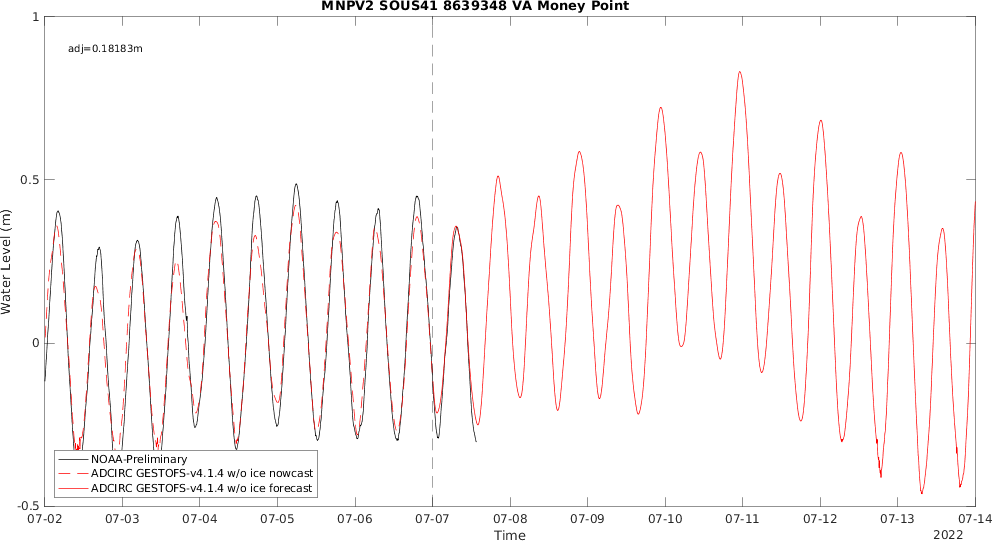 MNPV2 SOUS41 8639348 VA Money Point
adj=0.18183m
1
0.5
0
-0.5
Water Level (m)
NOAA-Preliminary
ADCIRC GESTOFS-v4.1.4 w/o ice nowcast
ADCIRC GESTOFS-v4.1.4 w/o ice forecast
07-02 07-03 07-04 07-05 07-06 07-07 07-08 07-09 07-10 07-11 07-12 07-13 07-14
Time
2022